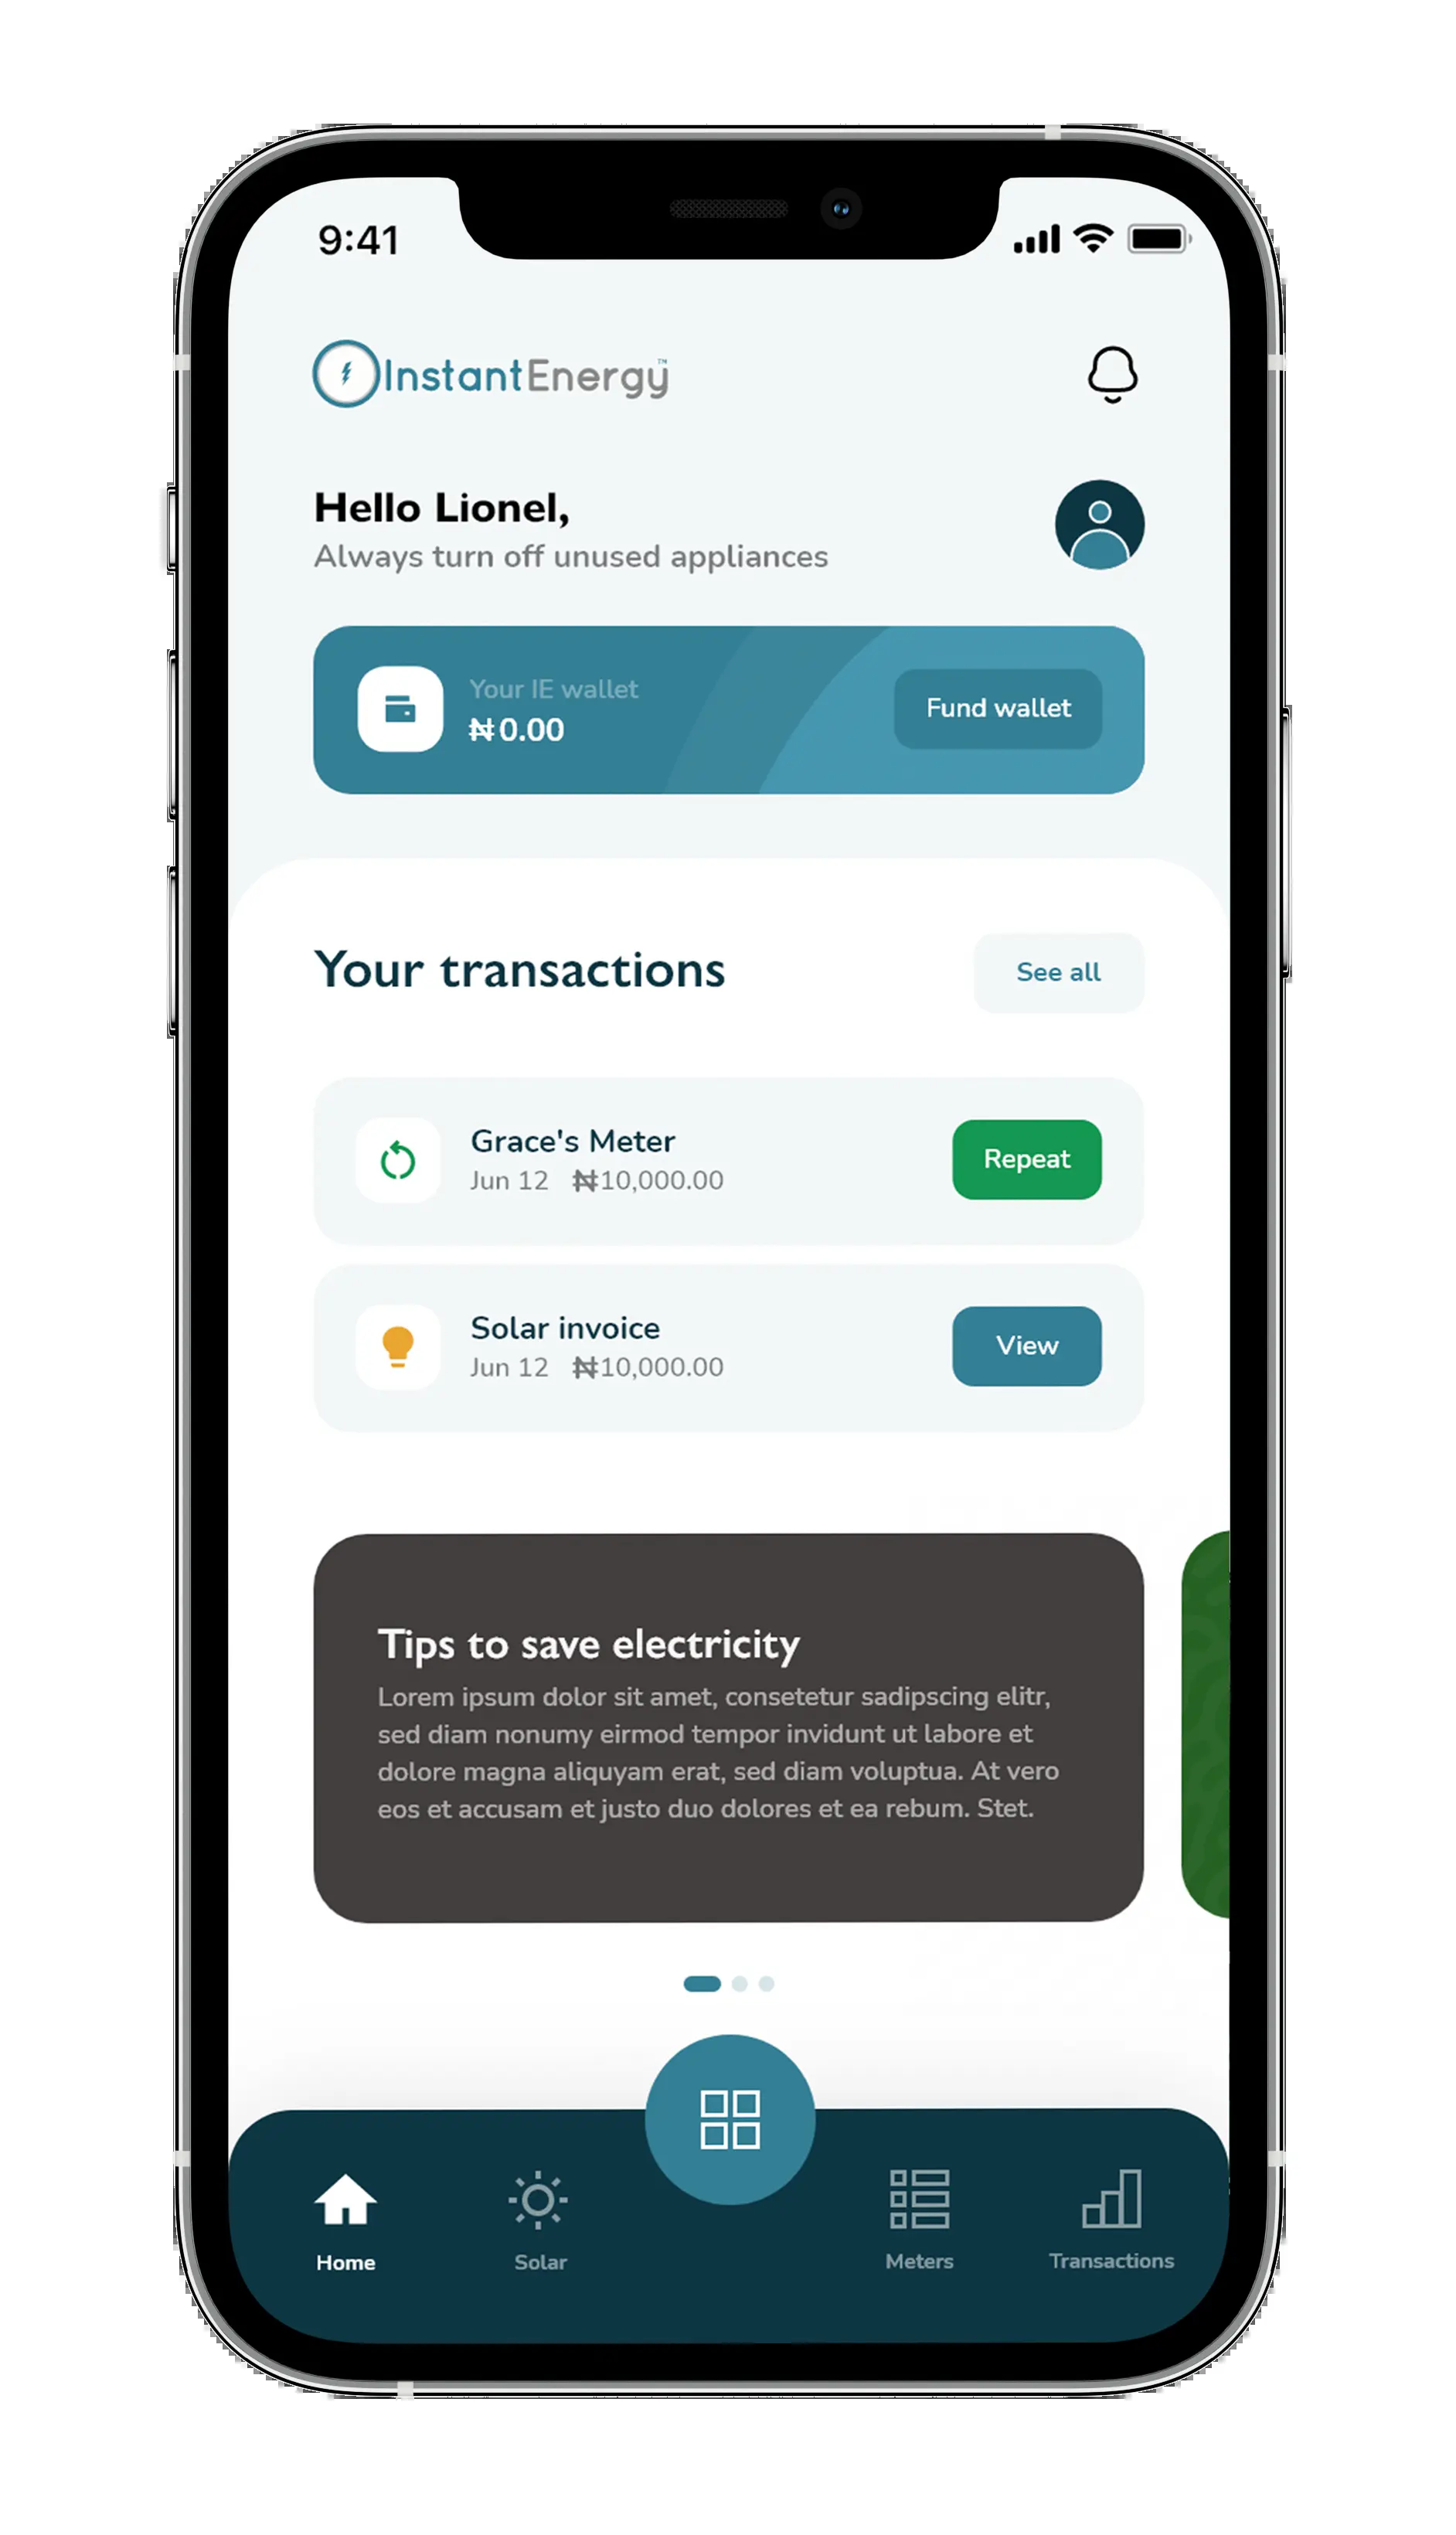 9:41
InstantEnergy™
Hello Lionel,
Always turn off unused appliances
Your IE wallet
₦0.00
Fund wallet
Your transactions
See all
Grace's Meter
Jun 12 ₦10,000.00
Repeat
Solar invoice
Jun 12 ₦10,000.00
View
Tips to save electricity
Lorem ipsum dolor sit amet, consetetur sadipscing elitr,
sed diam nonumy eirmod tempor invidunt ut labore et
dolore magna aliquyam erat, sed diam voluptua. At vero
eos et accusam et justo duo dolores et ea rebum. Stet.
Home
Solar
Meters
Transactions